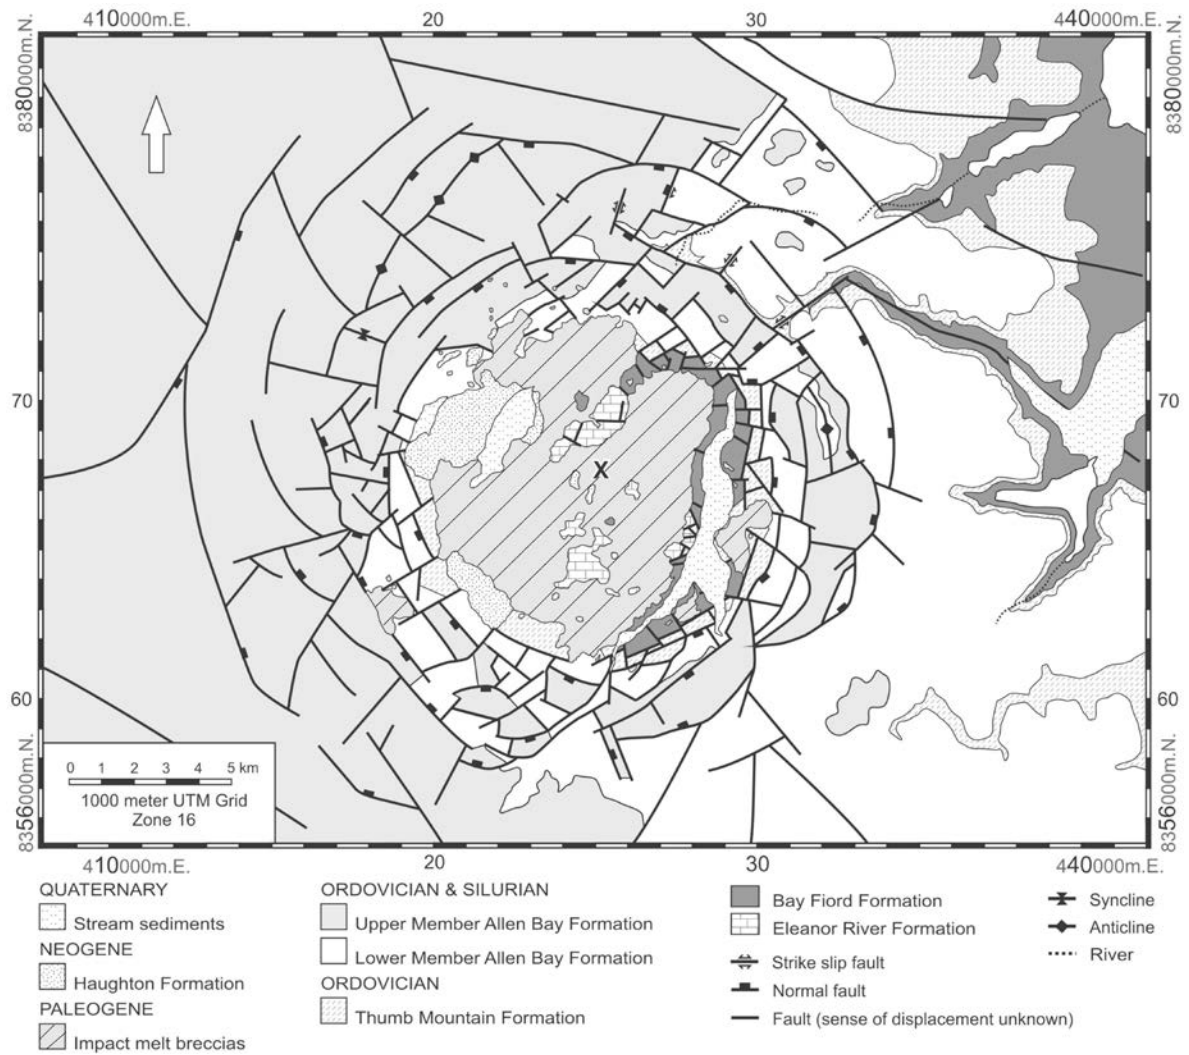 410000m.E. 20 30 440000m.E.
8380000m.N. 8380000m.N.
70 70
X
60 60
8356000m.N. 8356000m.N.
0 1 2 3 4 5 km
1000 meter UTM Grid
Zone 16
410000m.E. 20 30 440000m.E.
QUATERNARY
Stream sediments
NEOGENE
Haughton Formation
PALEOGENE
Impact melt breccias
ORDOVICIAN & SILURIAN
Upper Member Allen Bay Formation
Lower Member Allen Bay Formation
ORDOVICIAN
Thumb Mountain Formation
Bay Fiord Formation
Eleanor River Formation
Strike slip fault
Normal fault
Fault (sense of displacement unknown)
Syncline
Anticline
River